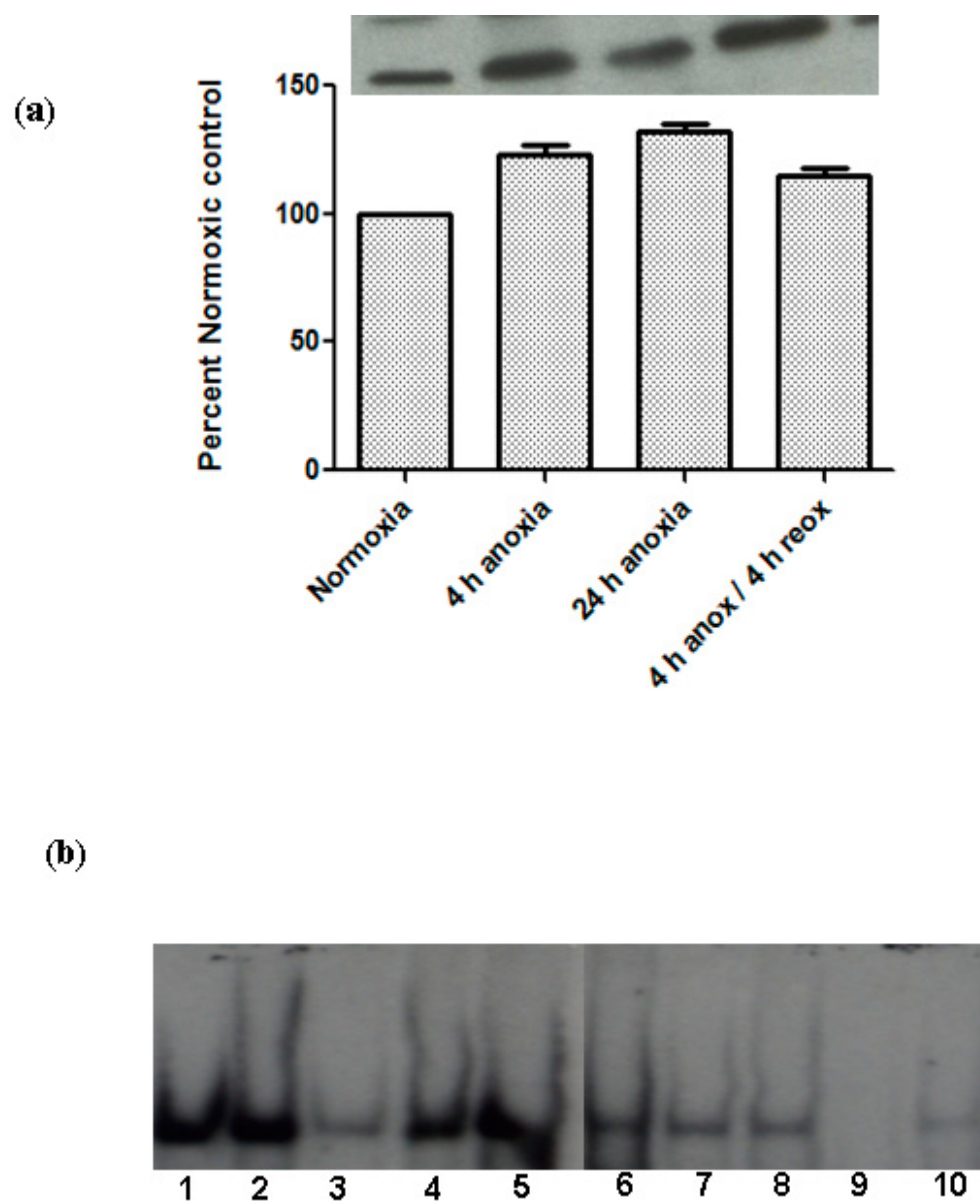 (a)
Percent Normoxic control
150
100
50
0
Normoxia
4 h anoxia
24 h anoxia
4 h anox / 4 h reox
(b)
1 2 3 4 5 6 7 8 9 10